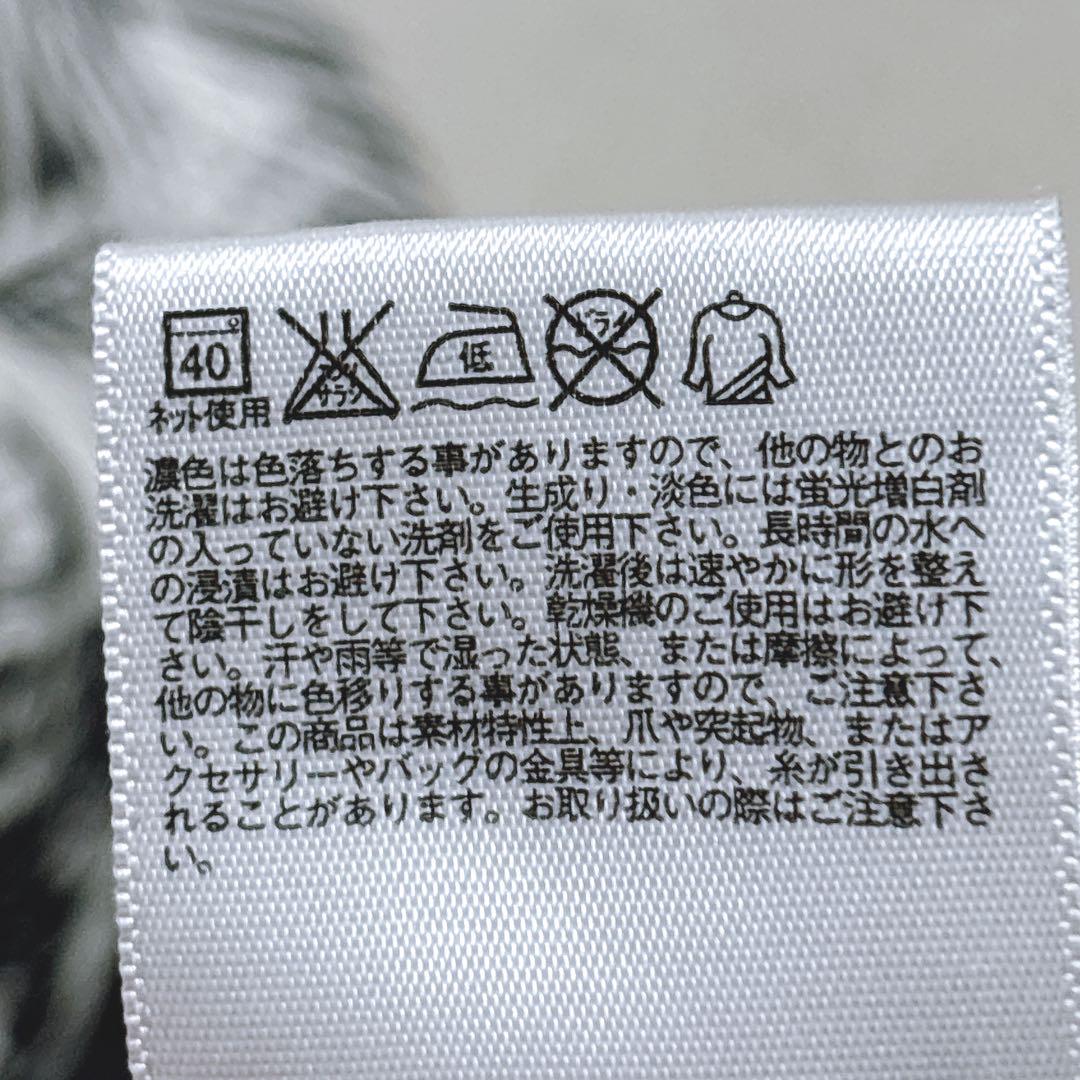 40 エンソサラシ 低 ドライ
ネット使用
濃色は色落ちする事がありますので、他の物とのお
洗濯はお避け下さい。生成り・淡色には蛍光増白剤
の入っていない洗剤をご使用下さい。長時間の水へ
の浸漬はお避け下さい。洗濯後は速やかに形を整え
て陰干しをして下さい。乾燥機のご使用はお避け下
さい。汗や雨等で湿った状態、または摩擦によって、
他の物に色移りする事がありますので、ご注意下さ
い。この商品は素材特性上、爪や突起物、またはア
クセサリーやバッグの金具等により、糸が引き出さ
れることがあります。お取り扱いの際はご注意下さ
い。